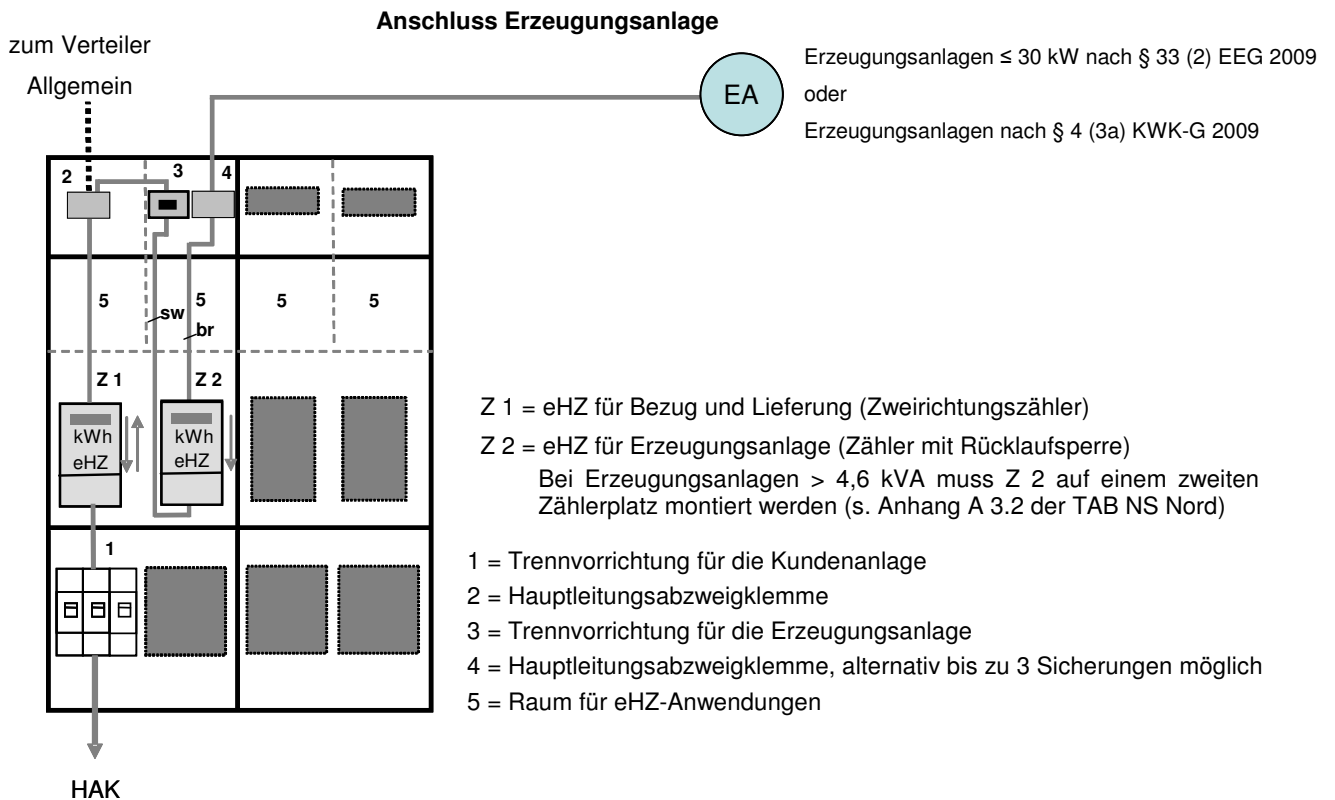 Anschluss Erzeugungsanlage
zum Verteiler
Allgemein
EA
Erzeugungsanlagen ≤ 30 kW nach § 33 (2) EEG 2009
oder
Erzeugungsanlagen nach § 4 (3a) KWK-G 2009
2
3
4
5
sw
5
br
5
5
Z 1
Z 2
kWh
eHZ
kWh
eHZ
Z 1 = eHZ für Bezug und Lieferung (Zweirichtungszähler)
Z 2 = eHZ für Erzeugungsanlage (Zähler mit Rücklaufsperre)
Bei Erzeugungsanlagen > 4,6 kVA muss Z 2 auf einem zweiten
Zählerplatz montiert werden (s. Anhang A 3.2 der TAB NS Nord)
1
1 = Trennvorrichtung für die Kundenanlage
2 = Hauptleitungsabzweigklemme
3 = Trennvorrichtung für die Erzeugungsanlage
4 = Hauptleitungsabzweigklemme, alternativ bis zu 3 Sicherungen möglich
5 = Raum für eHZ-Anwendungen
HAK